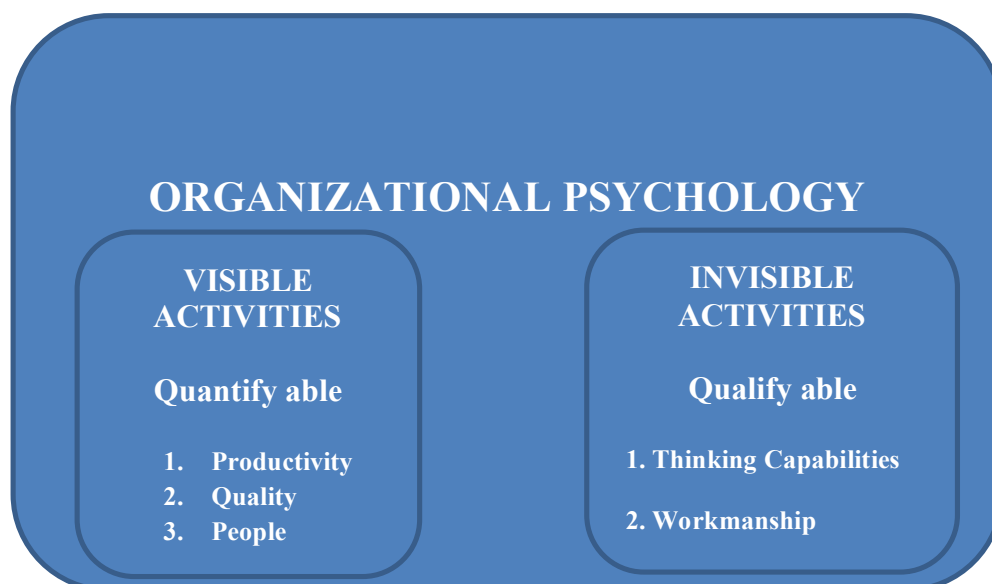 ORGANIZATIONAL PSYCHOLOGY
VISIBLE
ACTIVITIES
Quantify able
1. Productivity
2. Quality
3. People
INVISIBLE
ACTIVITIES
Qualify able
1. Thinking Capabilities
2. Workmanship